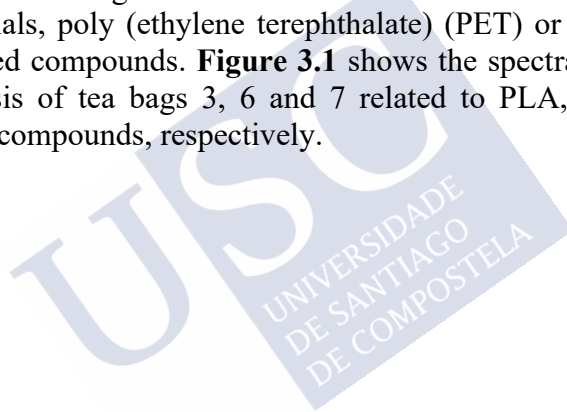 als, poly (ethylene terephthalate) (PET) or
ed compounds. Figure 3.1 shows the spectra
sis of tea bags 3, 6 and 7 related to PLA,
compounds, respectively.
USC
UNIVERSIDADE
DE SANTIAGO
DE COMPOSTELA